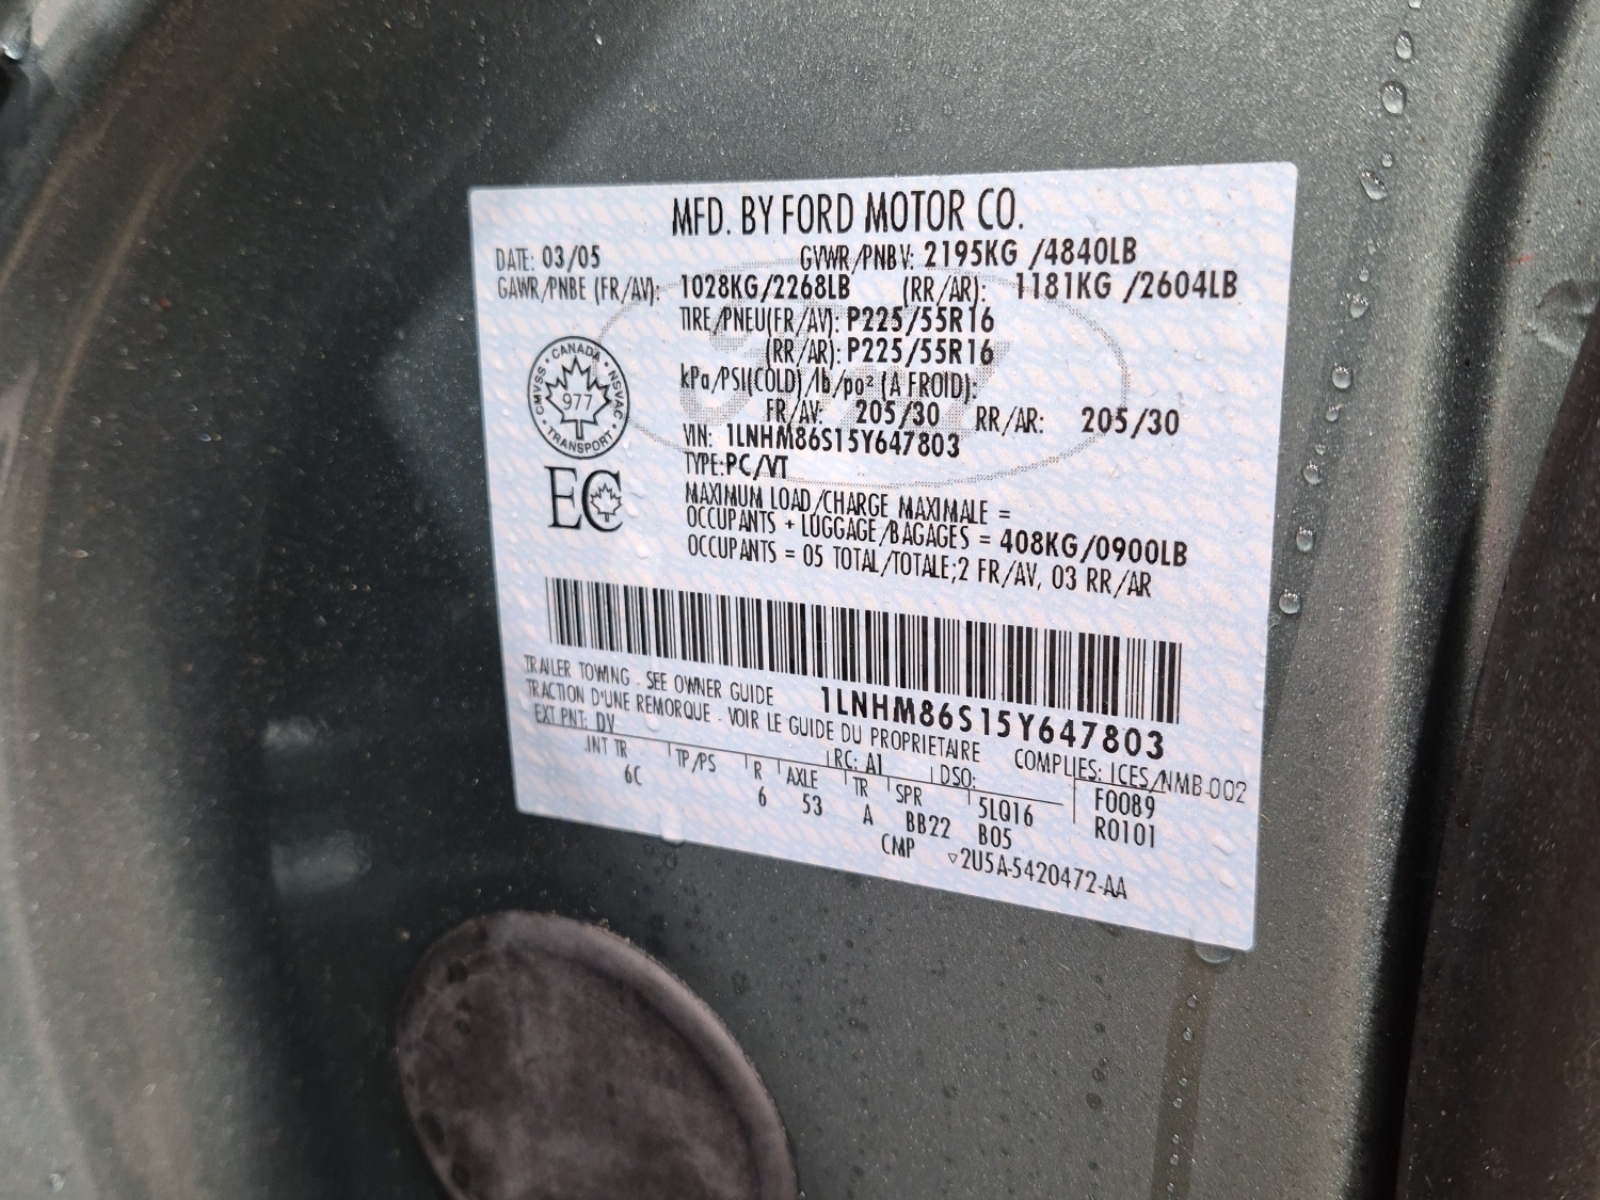 MFD. BY FORD MOTOR CO.
DATE: 03/05 GVWR/PNBV: 2195KG /4840LB
GAWR/PNBE (FR/AV): 1028KG/2268LB (RR/AR): 1181KG /2604LB
TIRE/PNEU(FR/AV): P225/55R16
(RR/AR): P225/55R16
kPa/PSI(COLD)/lb/po² (A FROID):
FR/AV: 205/30 RR/AR: 205/30
VIN: 1LNHM86S15Y647803
TYPE:PC/VT
CANADA · NSVAC · TRANSPORT · CMVSS ·
977
EC
MAXIMUM LOAD/CHARGE MAXIMALE =
OCCUPANTS + LUGGAGE/BAGAGES = 408KG/0900LB
OCCUPANTS = 05 TOTAL/TOTALE;2 FR/AV, 03 RR/AR
TRAILER TOWING - SEE OWNER GUIDE
1LNHM86S15Y647803
TRACTION D'UNE REMORQUE - VOIR LE GUIDE DU PROPRIETAIRE
COMPLIES: ICES/NMB-002
EXT PNT: DV RC: A1 DSO:
INT TR TP/PS R AXLE TR SPR 5LQ16 F0089
6C 6 53 A BB22 B05 R0101
CMP ▽2U5A-5420472-AA